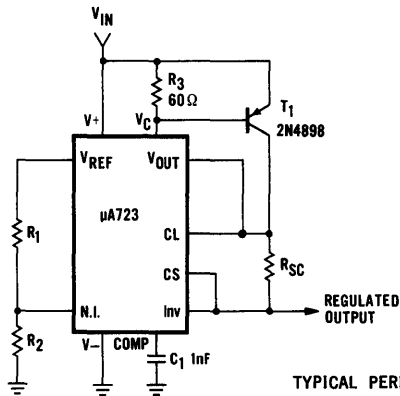 VIN
R3
60Ω
T1
2N4898
V+
VC
VREF
VOUT
μA723
R1
CL
RSC
CS
REGULATED
OUTPUT
N.I.
Inv
R2
V−
COMP
C1 1nF
TYPICAL PER